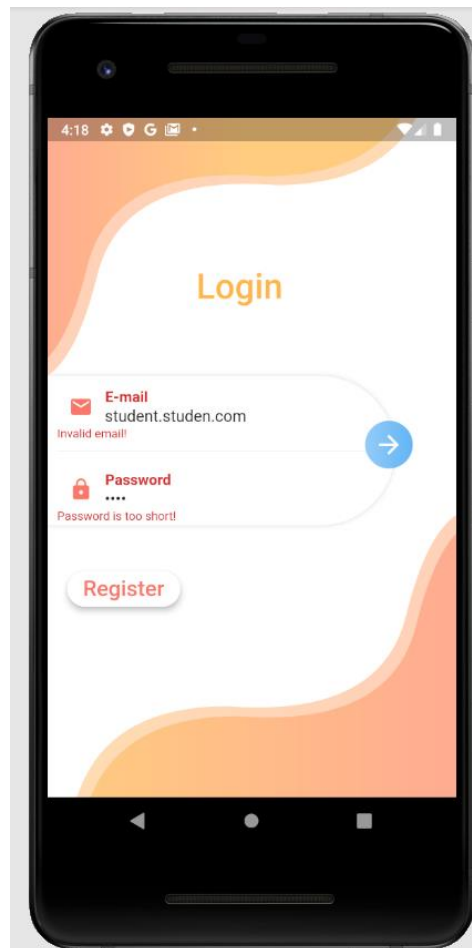 4:18 G
Login
E-mail
student.studen.com
Invalid email!
Password
••••
Password is too short!
Register